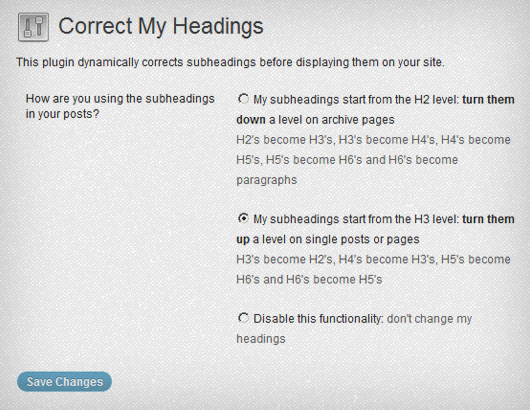 Correct My Headings
This plugin dynamically corrects subheadings before displaying them on your site.
How are you using the subheadings
in your posts?
My subheadings start from the H2 level: turn them
down a level on archive pages
H2's become H3's, H3's become H4's, H4's become
H5's, H5's become H6's and H6's become
paragraphs
My subheadings start from the H3 level: turn them
up a level on single posts or pages
H3's become H2's, H4's become H3's, H5's become
H6's and H6's become H5's
Disable this functionality: don't change my
headings
Save Changes